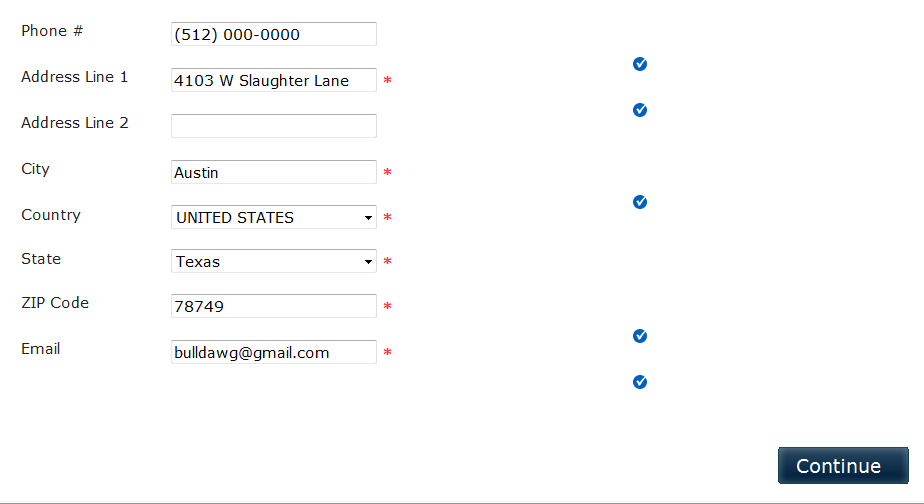 Phone # (512) 000-0000
Address Line 1 4103 W Slaughter Lane *
Address Line 2
City Austin *
Country UNITED STATES *
State Texas *
ZIP Code 78749 *
Email bulldawg@gmail.com *
Continue